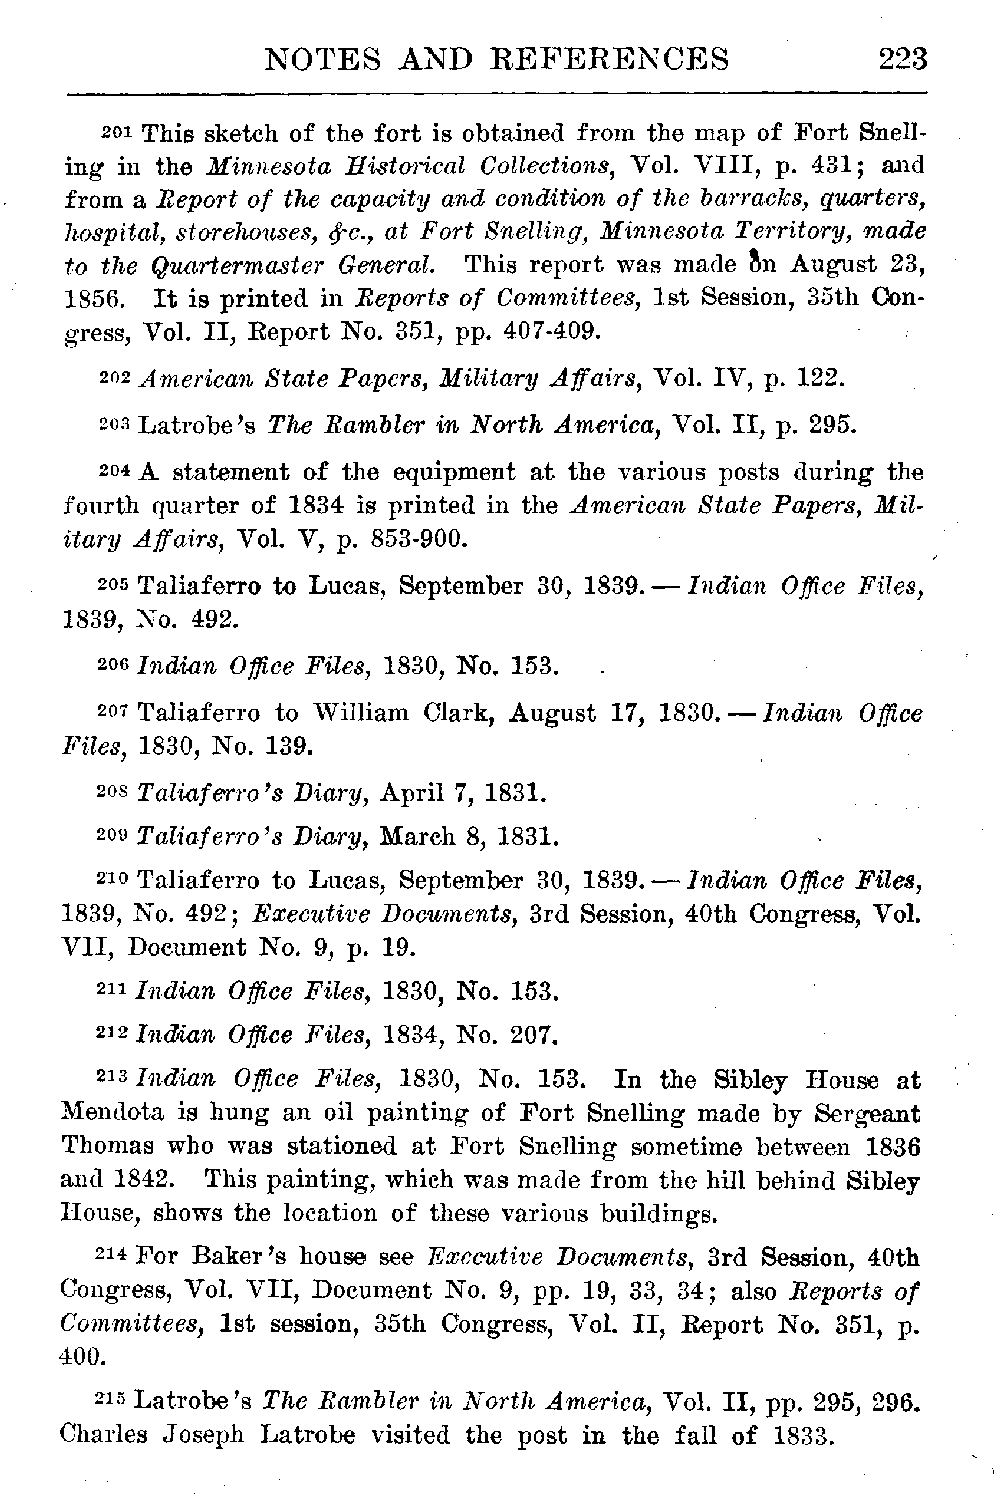 NOTES AND REFERENCES 223
201 This sketch of the fort is obtained from the map of Fort Snell-
ing in the Minnesota Historical Collections, Vol. VIII, p. 431; and
from a Report of the capacity and condition of the barracks, quarters,
hospital, storehouses, &c., at Fort Snelling, Minnesota Territory, made
to the Quartermaster General. This report was made on August 23,
1856. It is printed in Reports of Committees, 1st Session, 35th Con-
gress, Vol. II, Report No. 351, pp. 407-409.
202 American State Papers, Military Affairs, Vol. IV, p. 122.
203 Latrobe's The Rambler in North America, Vol. II, p. 295.
204 A statement of the equipment at the various posts during the
fourth quarter of 1834 is printed in the American State Papers, Mil-
itary Affairs, Vol. V, p. 853-900.
205 Taliaferro to Lucas, September 30, 1839. — Indian Office Files,
1839, No. 492.
206 Indian Office Files, 1830, No. 153.
207 Taliaferro to William Clark, August 17, 1830. — Indian Office
Files, 1830, No. 139.
208 Taliaferro's Diary, April 7, 1831.
209 Taliaferro's Diary, March 8, 1831.
210 Taliaferro to Lucas, September 30, 1839. — Indian Office Files,
1839, No. 492; Executive Documents, 3rd Session, 40th Congress, Vol.
VII, Document No. 9, p. 19.
211 Indian Office Files, 1830, No. 153.
212 Indian Office Files, 1834, No. 207.
213 Indian Office Files, 1830, No. 153. In the Sibley House at
Mendota is hung an oil painting of Fort Snelling made by Sergeant
Thomas who was stationed at Fort Snelling sometime between 1836
and 1842. This painting, which was made from the hill behind Sibley
House, shows the location of these various buildings.
214 For Baker's house see Executive Documents, 3rd Session, 40th
Congress, Vol. VII, Document No. 9, pp. 19, 33, 34; also Reports of
Committees, 1st session, 35th Congress, Vol. II, Report No. 351, p.
400.
215 Latrobe's The Rambler in North America, Vol. II, pp. 295, 296.
Charles Joseph Latrobe visited the post in the fall of 1833.